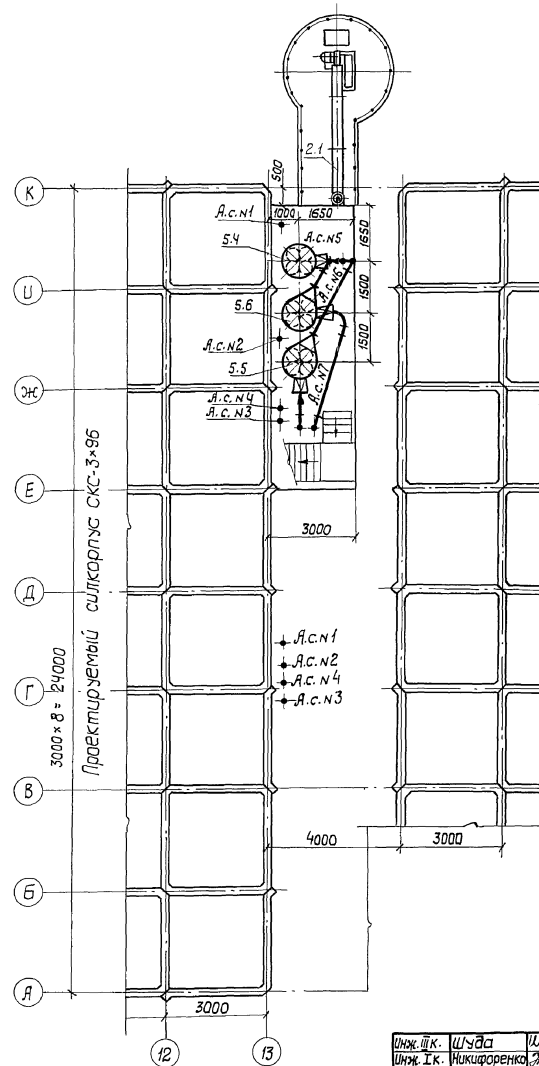 2.1
500
К
А.с.N1
1000
1650
1650
5.4
А.с.N5
И
А.с.N6
1500
5.6
А.с.N2
1500
5.5
Ж
А.с.N7
А.с.N4
А.с.N3
Е
3000
Проектируемый силкорпус СКС-3×96
3000×8=24000
Д
А.с.N1
А.с.N2
Г
А.с.N4
А.с.N3
В
4000
3000
Б
А
3000
12
13
Инж. III к. Шуда
Инж. I к. Никифоренко